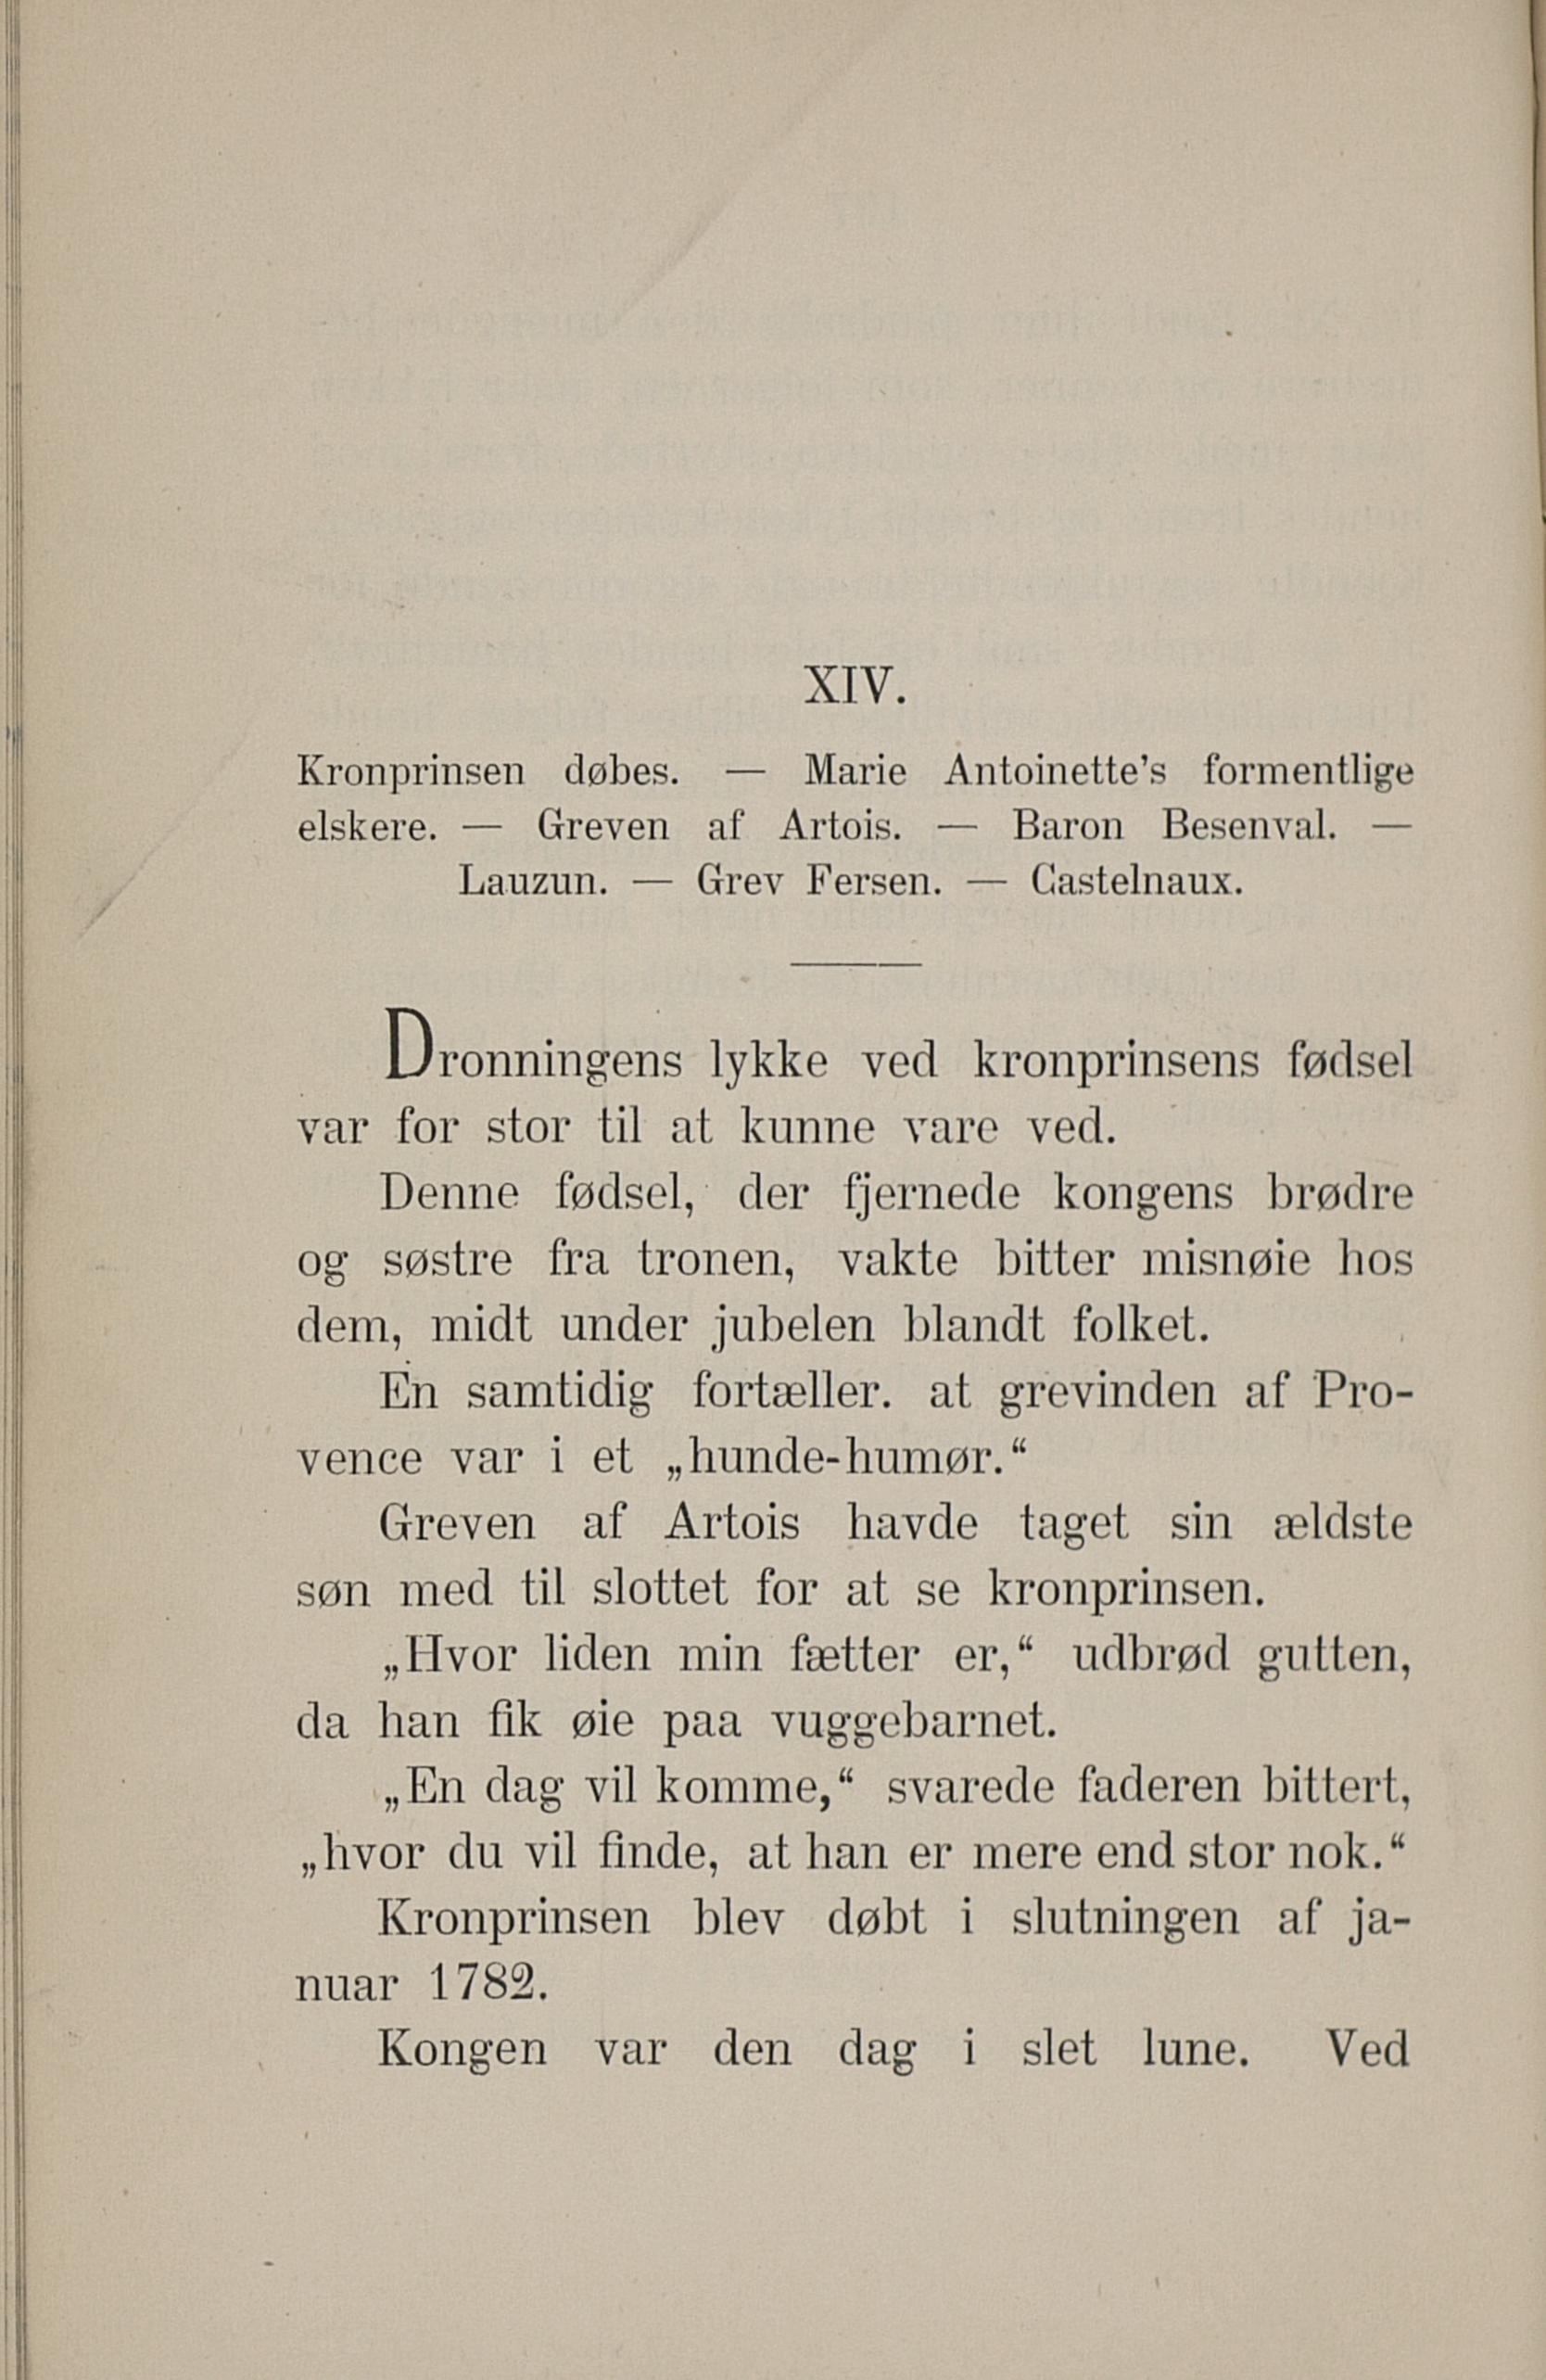 XIV.
Kronprinsen døbes. — Marie Antoinette's formentlige
elskere. — Greven af Artois. — Baron Besenval. —
Lauzun. — Grev Fersen. — Castelnaux.
Dronningens lykke ved kronprinsens fødsel
var for stor til at kunne vare ved.
Denne fødsel, der fjernede kongens brødre
og søstre fra tronen, vakte bitter misnøie hos
dem, midt under jubelen blandt folket.
En samtidig fortæller. at grevinden af Pro-
vence var i et „hunde-humør.“
Greven af Artois havde taget sin ældste
søn med til slottet for at se kronprinsen.
„Hvor liden min fætter er,“ udbrød gutten,
da han fik øie paa vuggebarnet.
„En dag vil komme,“ svarede faderen bittert,
„hvor du vil finde, at han er mere end stor nok.“
Kronprinsen blev døbt i slutningen af ja-
nuar 1782.
Kongen var den dag i slet lune. Ved